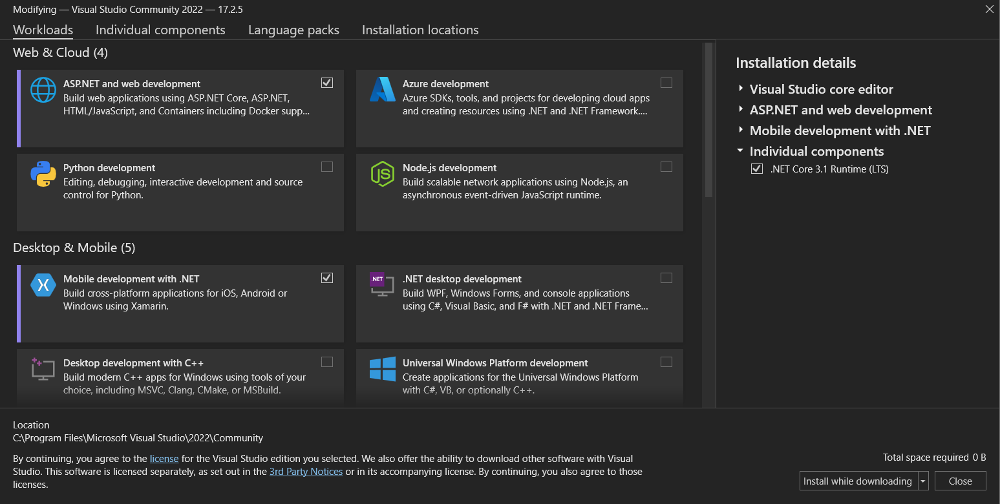 Modifying — Visual Studio Community 2022 — 17.2.5
Workloads Individual components Language packs Installation locations
Web & Cloud (4)
ASP.NET and web development
Build web applications using ASP.NET Core, ASP.NET,
HTML/JavaScript, and Containers including Docker supp...
Azure development
Azure SDKs, tools, and projects for developing cloud apps
and creating resources using .NET and .NET Framework....
Python development
Editing, debugging, interactive development and source
control for Python.
JS
Node.js development
Build scalable network applications using Node.js, an
asynchronous event-driven JavaScript runtime.
Desktop & Mobile (5)
Mobile development with .NET
Build cross-platform applications for iOS, Android or
Windows using Xamarin.
.NET
.NET desktop development
Build WPF, Windows Forms, and console applications
using C#, Visual Basic, and F# with .NET and .NET Frame...
Desktop development with C++
Build modern C++ apps for Windows using tools of your
choice, including MSVC, Clang, CMake, or MSBuild.
Universal Windows Platform development
Create applications for the Universal Windows Platform
with C#, VB, or optionally C++.
Installation details
Visual Studio core editor
ASP.NET and web development
Mobile development with .NET
Individual components
.NET Core 3.1 Runtime (LTS)
Location
C:\Program Files\Microsoft Visual Studio\2022\Community
By continuing, you agree to the license for the Visual Studio edition you selected. We also offer the ability to download other software with Visual
Studio. This software is licensed separately, as set out in the 3rd Party Notices or in its accompanying license. By continuing, you also agree to those
licenses.
Total space required 0 B
Install while downloading
Close